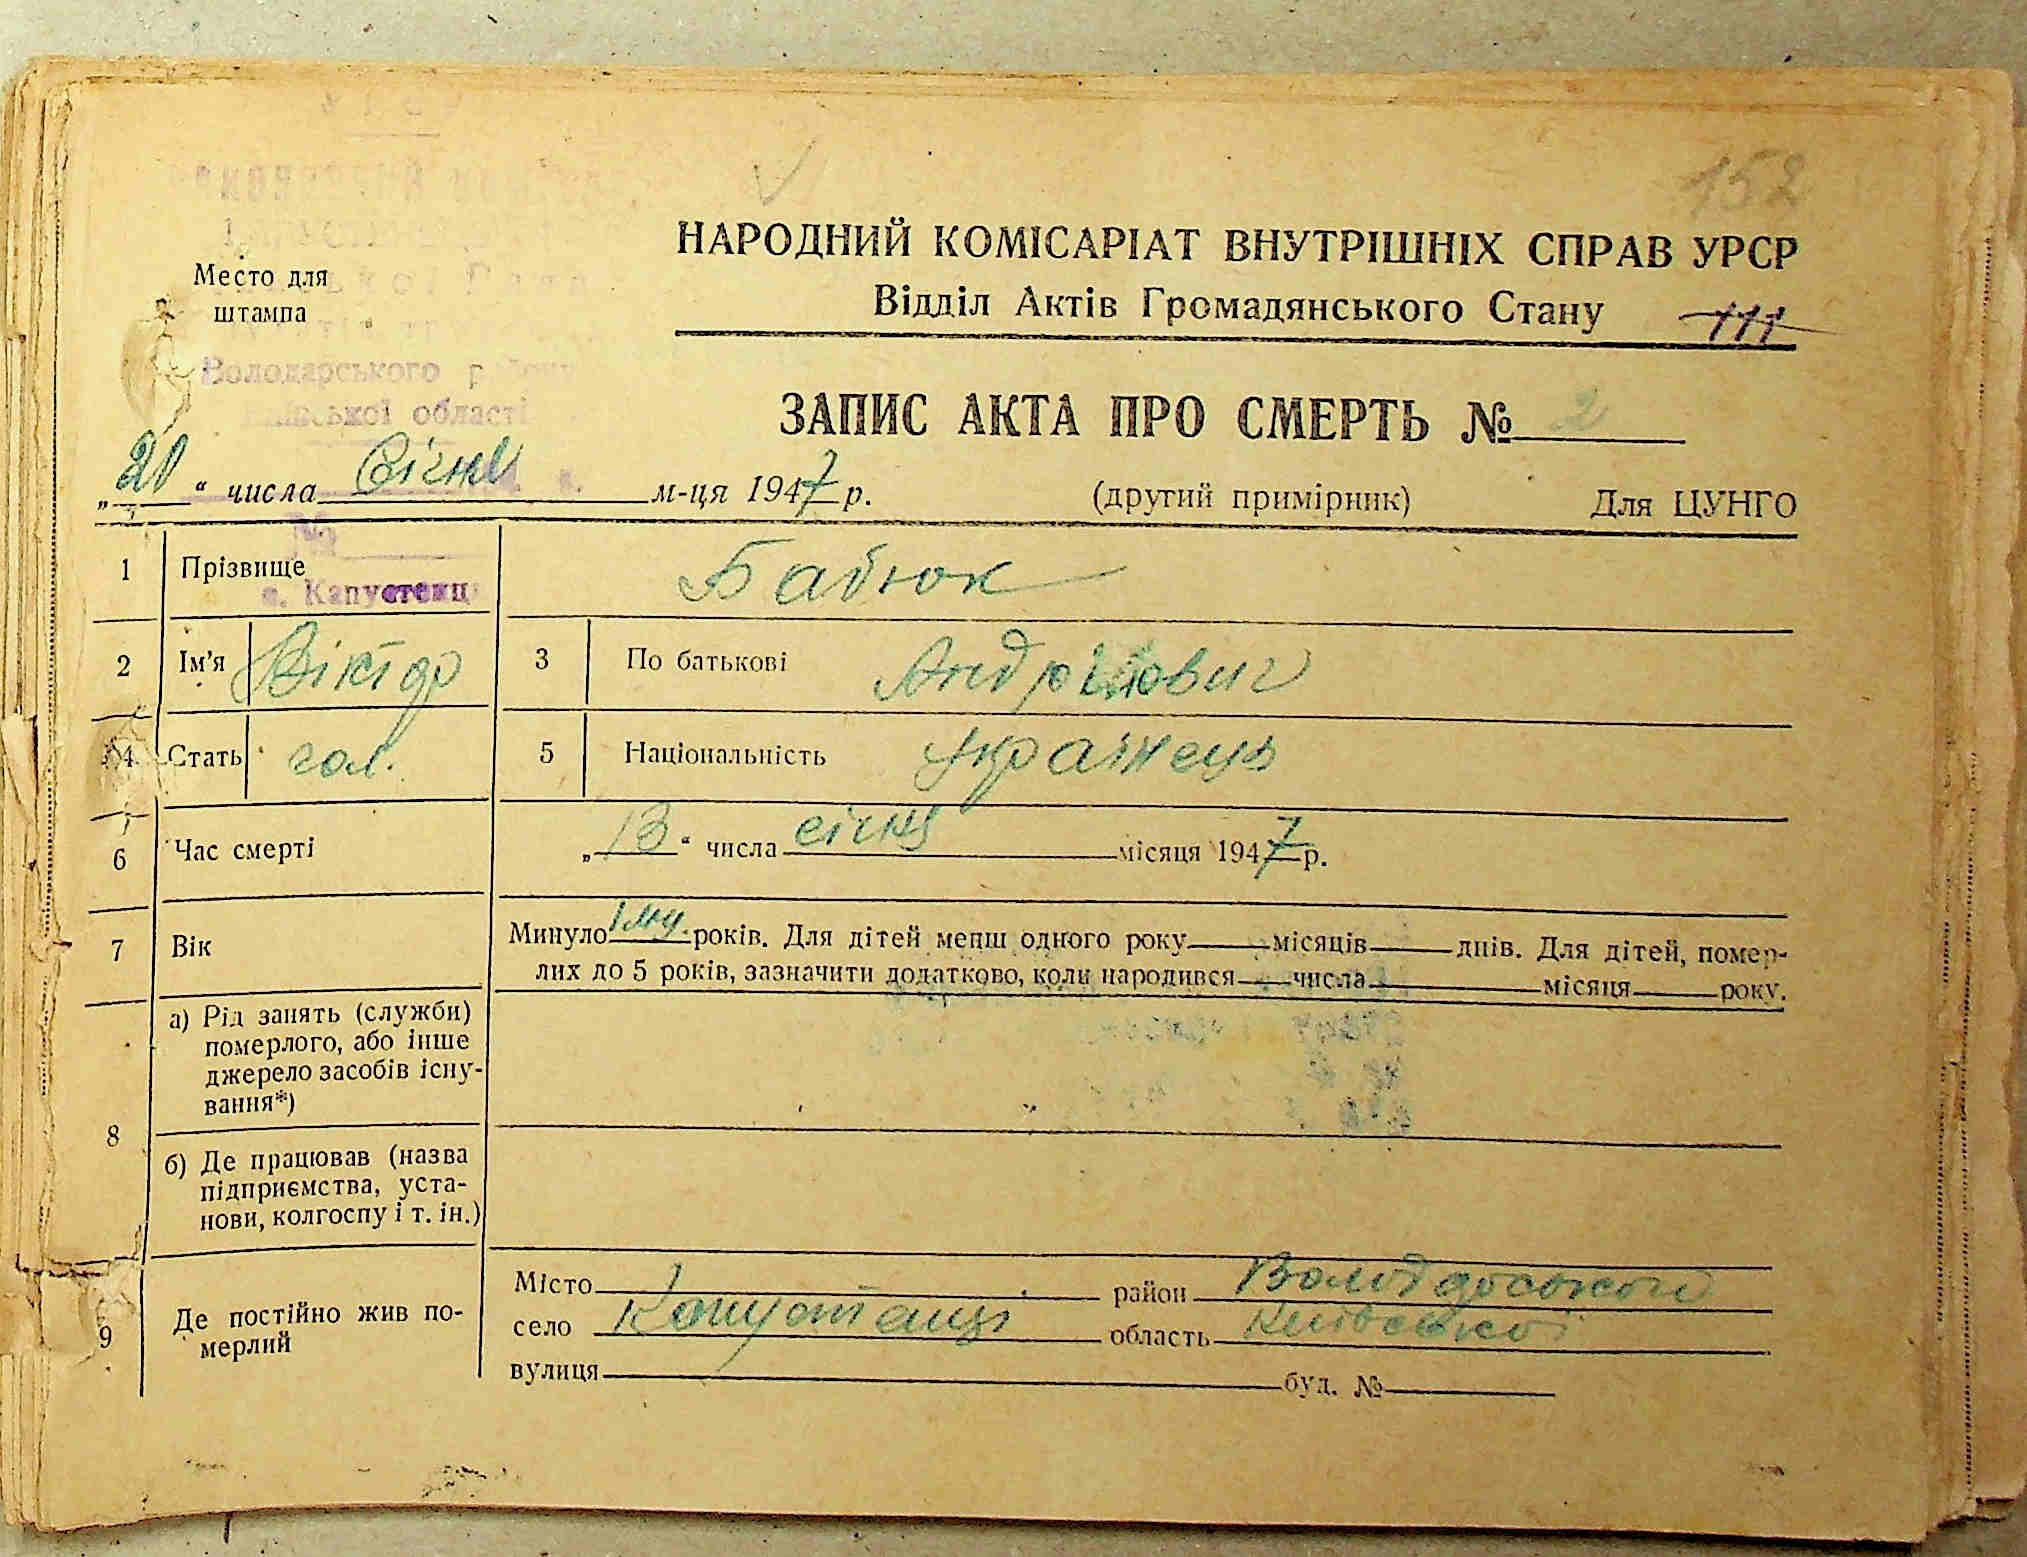 152
НАРОДНИЙ КОМІСАРІАТ ВНУТРІШНІХ СПРАВ УРСР
Відділ Актів Громадянського Стану 111
Место для
штампа
Володарського
Київської області
ЗАПИС АКТА ПРО СМЕРТЬ № 2
„20“ числа Січня м-ця 1947 р. (другий примірник) Для ЦУНГО
№
1 Прізвище Бабюк
с. Капустенці
2 Ім'я Віктор 3 По батькові
4 Стать чол. 5 Національність Українець
6 Час смерті „13“ числа січня місяця 1947 р.
7 Вік Минуло 1 років. Для дітей менш одного року місяців днів. Для дітей, помер-
лих до 5 років, зазначити додатково, коли народився числа місяця року.
8 а) Рід занять (служби)
померлого, або інше
джерело засобів існу-
вання*)
б) Де працював (назва
підприємства, уста-
нови, колгоспу і т. ін.)
9 Де постійно жив по-
мерлий
Місто район
село Капустенці область Київської
вулиця буд. №